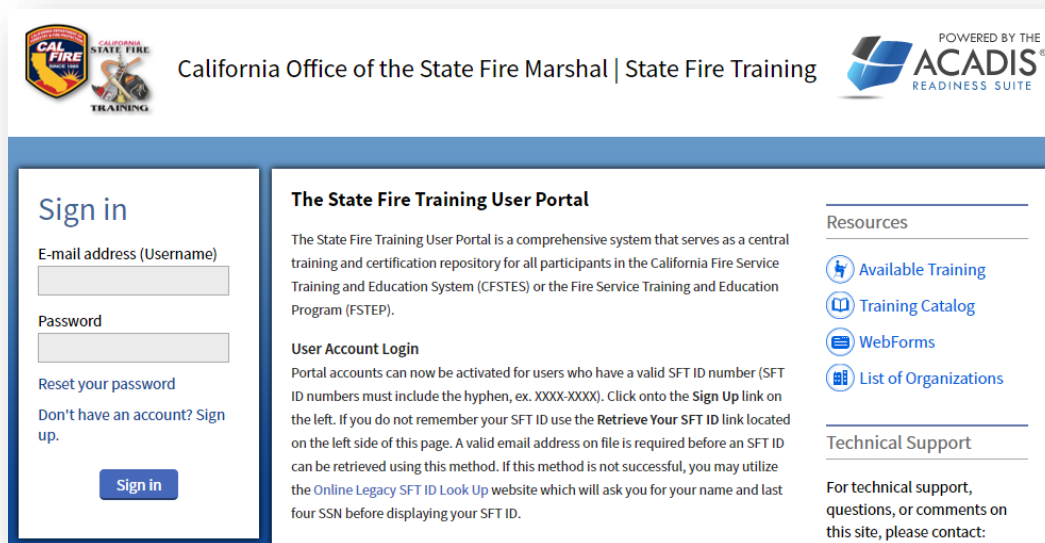 CALIFORNIA DEPARTMENT OF
FORESTRY & FIRE PROTECTION
CAL
FIRE
SINCE 1885
CALIFORNIA
STATE FIRE
TRAINING
California Office of the State Fire Marshal | State Fire Training
POWERED BY THE
ACADIS®
READINESS SUITE
Sign in
E-mail address (Username)
Password
Reset your password
Don't have an account? Sign
up.
Sign in
The State Fire Training User Portal
The State Fire Training User Portal is a comprehensive system that serves as a central
training and certification repository for all participants in the California Fire Service
Training and Education System (CFSTES) or the Fire Service Training and Education
Program (FSTEP).
User Account Login
Portal accounts can now be activated for users who have a valid SFT ID number (SFT
ID numbers must include the hyphen, ex. XXXX-XXXX). Click onto the Sign Up link on
the left. If you do not remember your SFT ID use the Retrieve Your SFT ID link located
on the left side of this page. A valid email address on file is required before an SFT ID
can be retrieved using this method. If this method is not successful, you may utilize
the Online Legacy SFT ID Look Up website which will ask you for your name and last
four SSN before displaying your SFT ID.
Resources
Available Training
Training Catalog
WebForms
List of Organizations
Technical Support
For technical support,
questions, or comments on
this site, please contact: